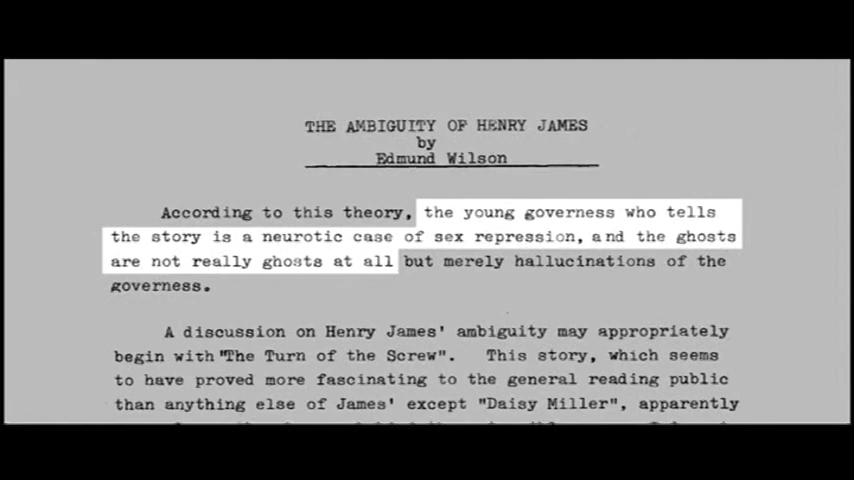 THE AMBIGUITY OF HENRY JAMES
by
Edmund Wilson
According to this theory, the young governess who tells
the story is a neurotic case of sex repression, and the ghosts
are not really ghosts at all but merely hallucinations of the
governess.
A discussion on Henry James' ambiguity may appropriately
begin with "The Turn of the Screw". This story, which seems
to have proved more fascinating to the general reading public
than anything else of James' except "Daisy Miller", apparently